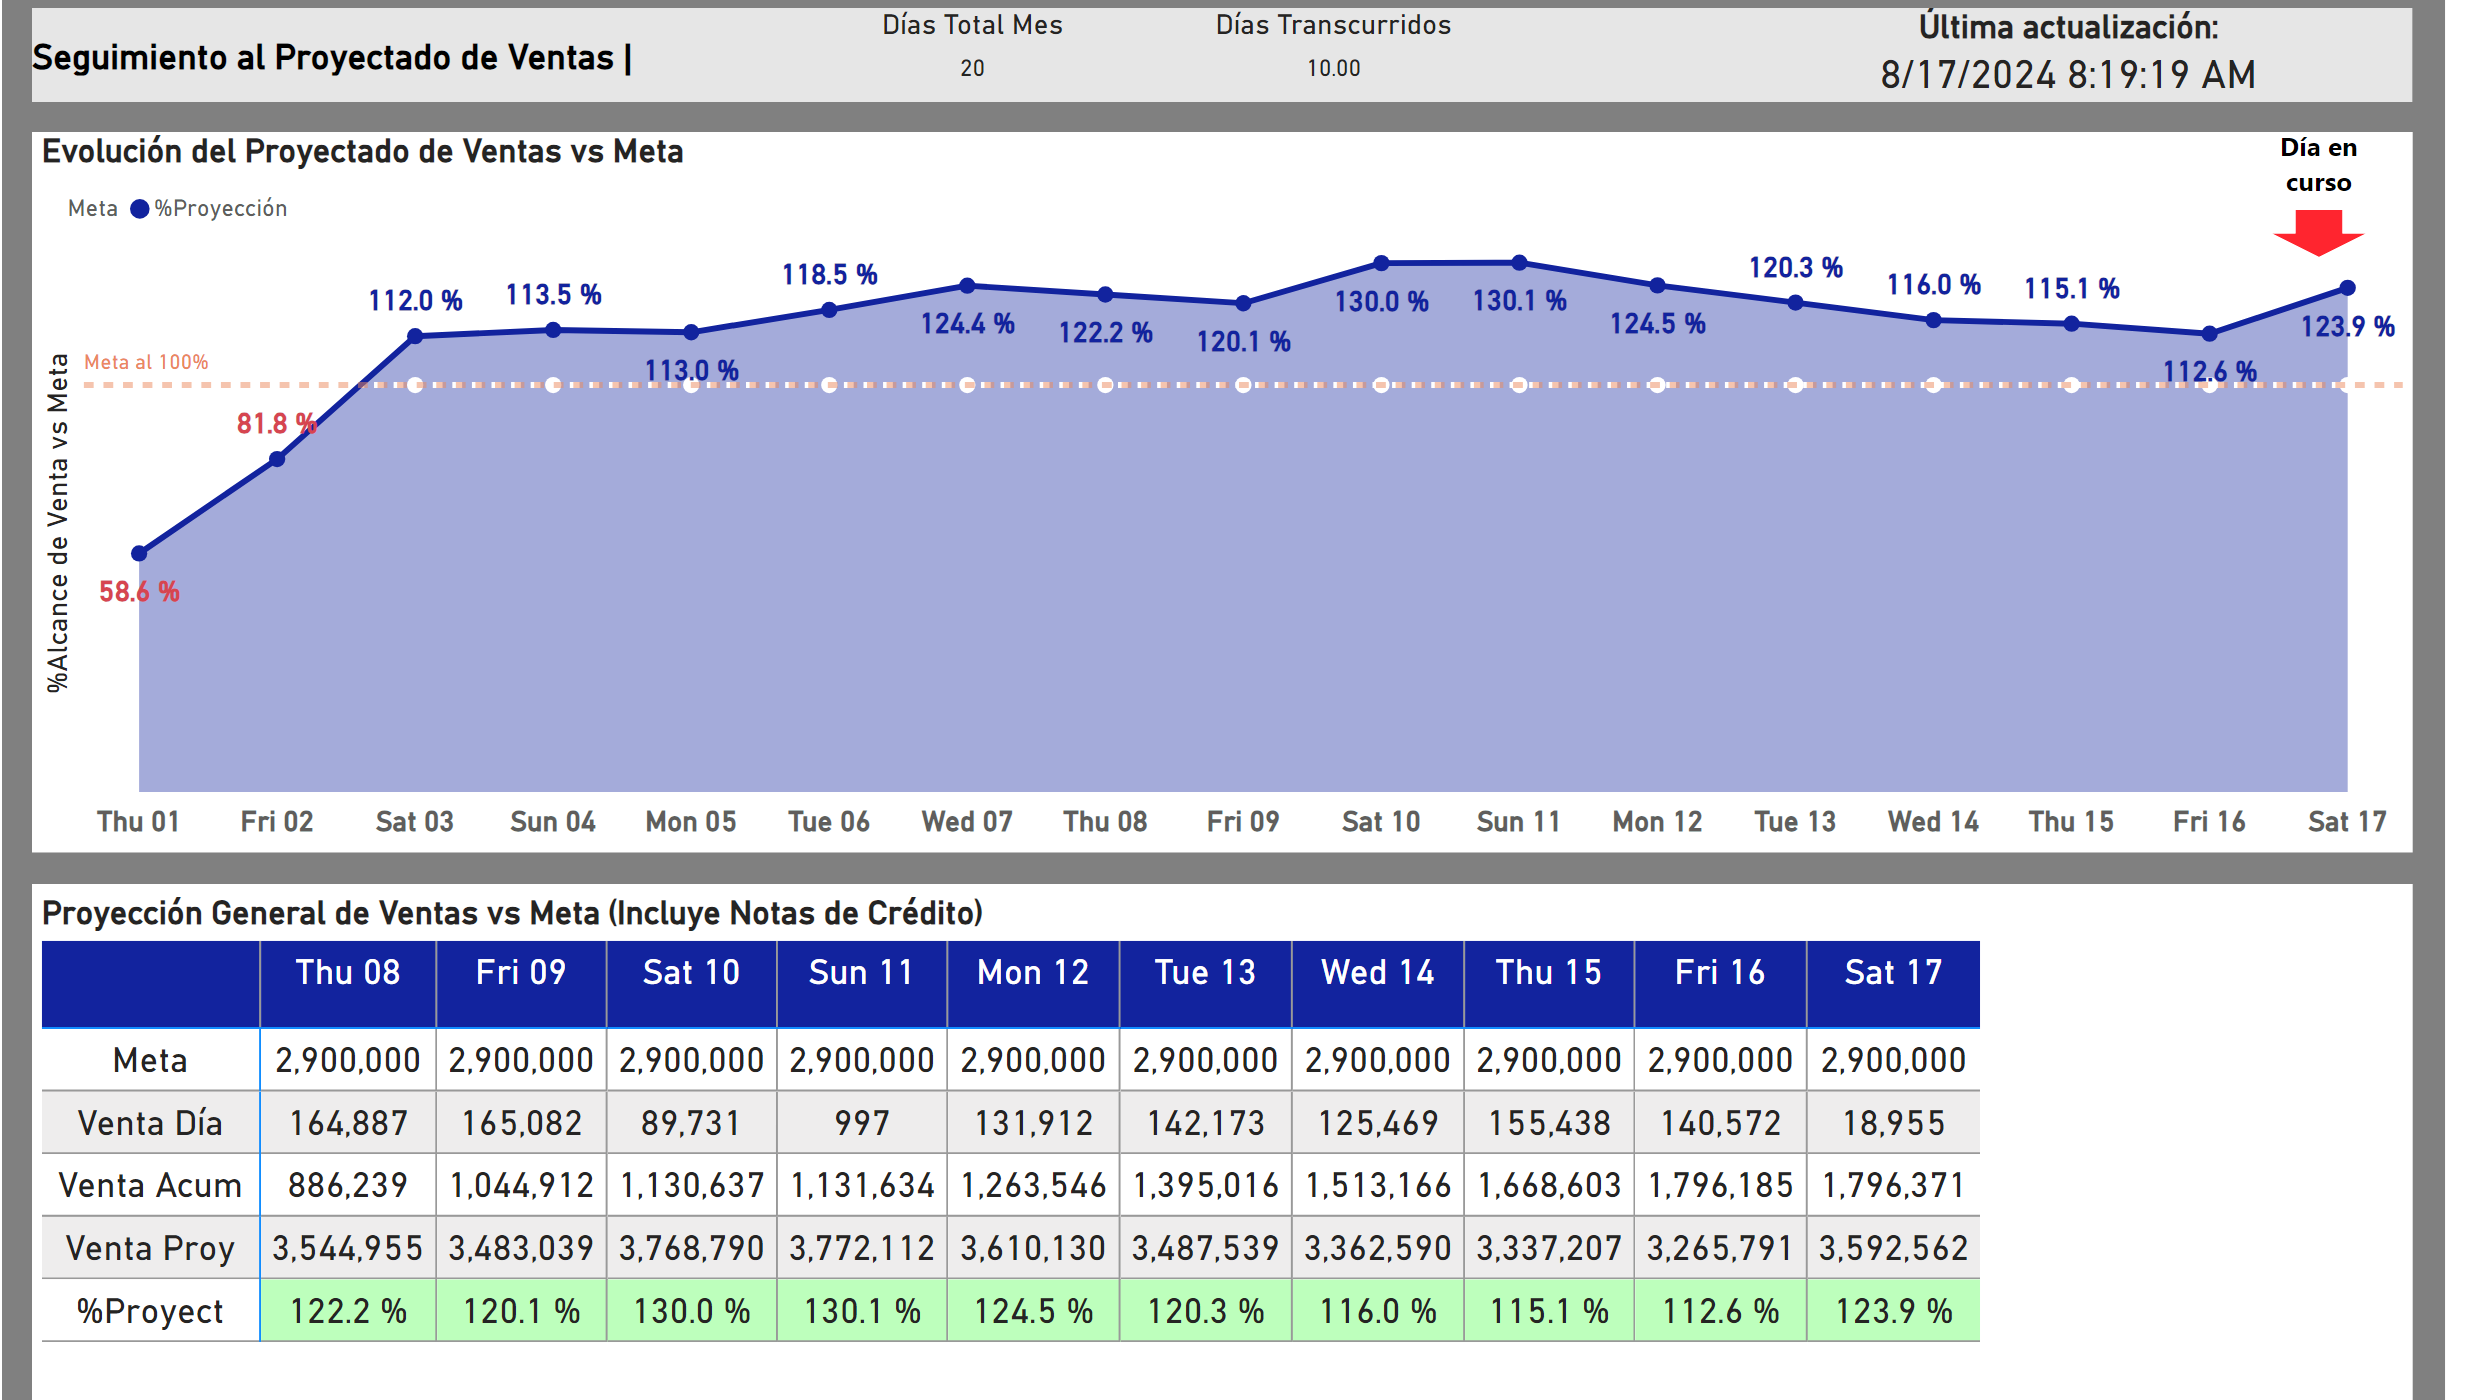 Seguimiento al Proyectado de Ventas |
Días Total Mes
20
Días Transcurridos
10.00
Última actualización:
8/17/2024 8:19:19 AM
Evolución del Proyectado de Ventas vs Meta
Día en
curso
Meta %Proyección
%Alcance de Venta vs Meta
Meta al 100%
58.6 %
81.8 %
112.0 %
113.5 %
113.0 %
118.5 %
124.4 %
122.2 %
120.1 %
130.0 %
130.1 %
124.5 %
120.3 %
116.0 %
115.1 %
112.6 %
123.9 %
Thu 01 Fri 02 Sat 03 Sun 04 Mon 05 Tue 06 Wed 07 Thu 08 Fri 09 Sat 10 Sun 11 Mon 12 Tue 13 Wed 14 Thu 15 Fri 16 Sat 17
Proyección General de Ventas vs Meta (Incluye Notas de Crédito)
Thu 08 Fri 09 Sat 10 Sun 11 Mon 12 Tue 13 Wed 14 Thu 15 Fri 16 Sat 17
Meta 2,900,000 2,900,000 2,900,000 2,900,000 2,900,000 2,900,000 2,900,000 2,900,000 2,900,000 2,900,000
Venta Día 164,887 165,082 89,731 997 131,912 142,173 125,469 155,438 140,572 18,955
Venta Acum 886,239 1,044,912 1,130,637 1,131,634 1,263,546 1,395,016 1,513,166 1,668,603 1,796,185 1,796,371
Venta Proy 3,544,955 3,483,039 3,768,790 3,772,112 3,610,130 3,487,539 3,362,590 3,337,207 3,265,791 3,592,562
%Proyect 122.2 % 120.1 % 130.0 % 130.1 % 124.5 % 120.3 % 116.0 % 115.1 % 112.6 % 123.9 %